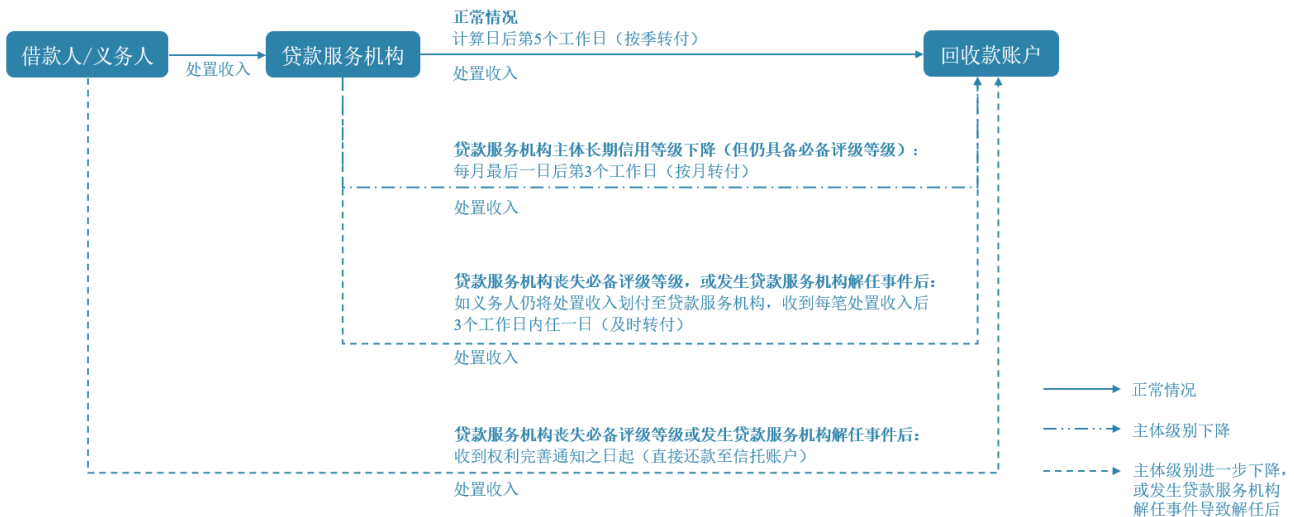 正常情况
计算日后第5个工作日（按季转付）
借款人/义务人
处置收入
贷款服务机构
处置收入
回收款账户
贷款服务机构主体长期信用等级下降（但仍具备必备评级等级）：
每月最后一日后第3个工作日（按月转付）
处置收入
贷款服务机构丧失必备评级等级，或发生贷款服务机构解任事件后：
如义务人仍将处置收入划付至贷款服务机构，收到每笔处置收入后
3个工作日内任一日（及时转付）
处置收入
贷款服务机构丧失必备评级等级或发生贷款服务机构解任事件后：
收到权利完善通知之日起（直接还款至信托账户）
处置收入
正常情况
主体级别下降
主体级别进一步下降，
或发生贷款服务机构
解任事件导致解任后